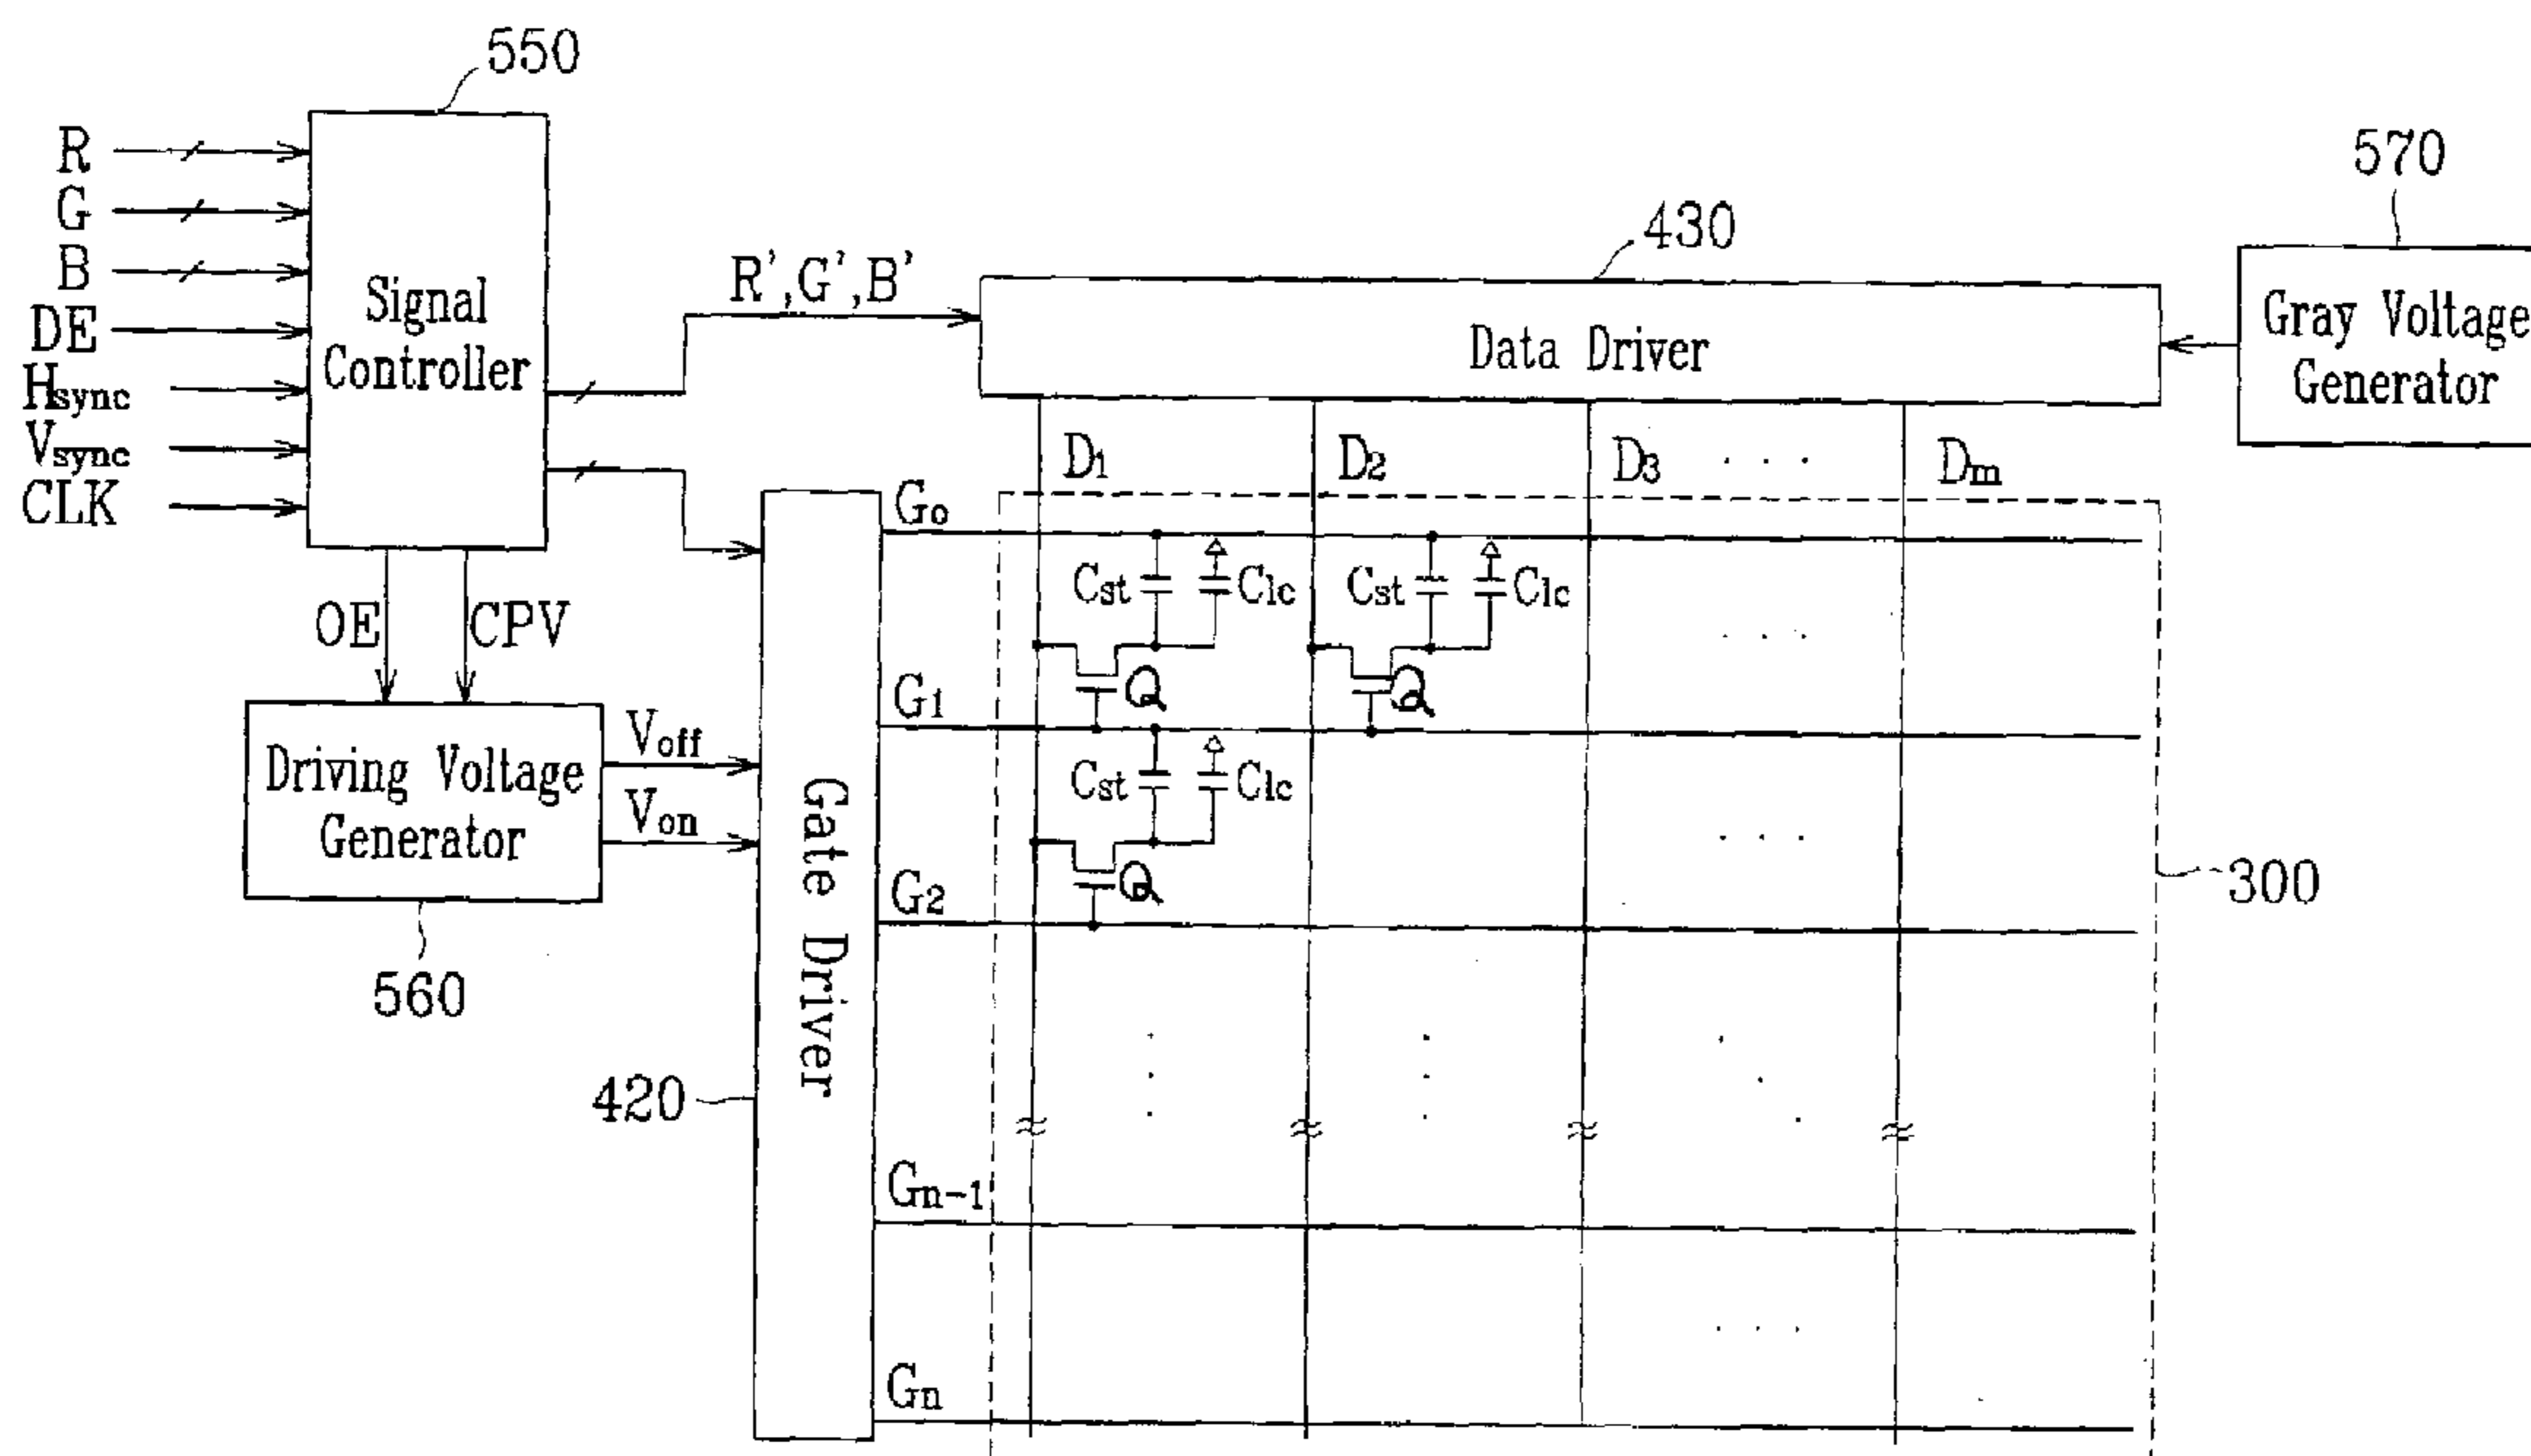 550
R
G
B
DE
Hsync
Vsync
CLK
Signal
Controller
R',G',B'
430
Data Driver
570
Gray Voltage
Generator
D1
D2
D3
. . .
Dm
OE
CPV
Driving Voltage
Generator
560
Voff
Von
Gate Driver
420
G0
Cst
Clc
Cst
Clc
Q
Q
G1
Cst
Clc
Q
G2
300
Gn-1
Gn